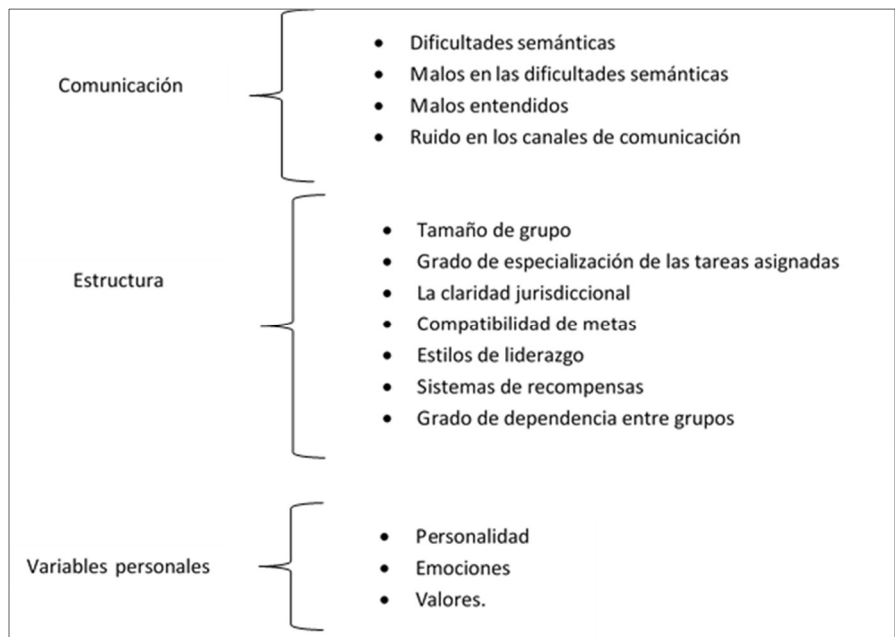 Comunicación
• Dificultades semánticas
• Malos en las dificultades semánticas
• Malos entendidos
• Ruido en los canales de comunicación
Estructura
• Tamaño de grupo
• Grado de especialización de las tareas asignadas
• La claridad jurisdiccional
• Compatibilidad de metas
• Estilos de liderazgo
• Sistemas de recompensas
• Grado de dependencia entre grupos
Variables personales
• Personalidad
• Emociones
• Valores.